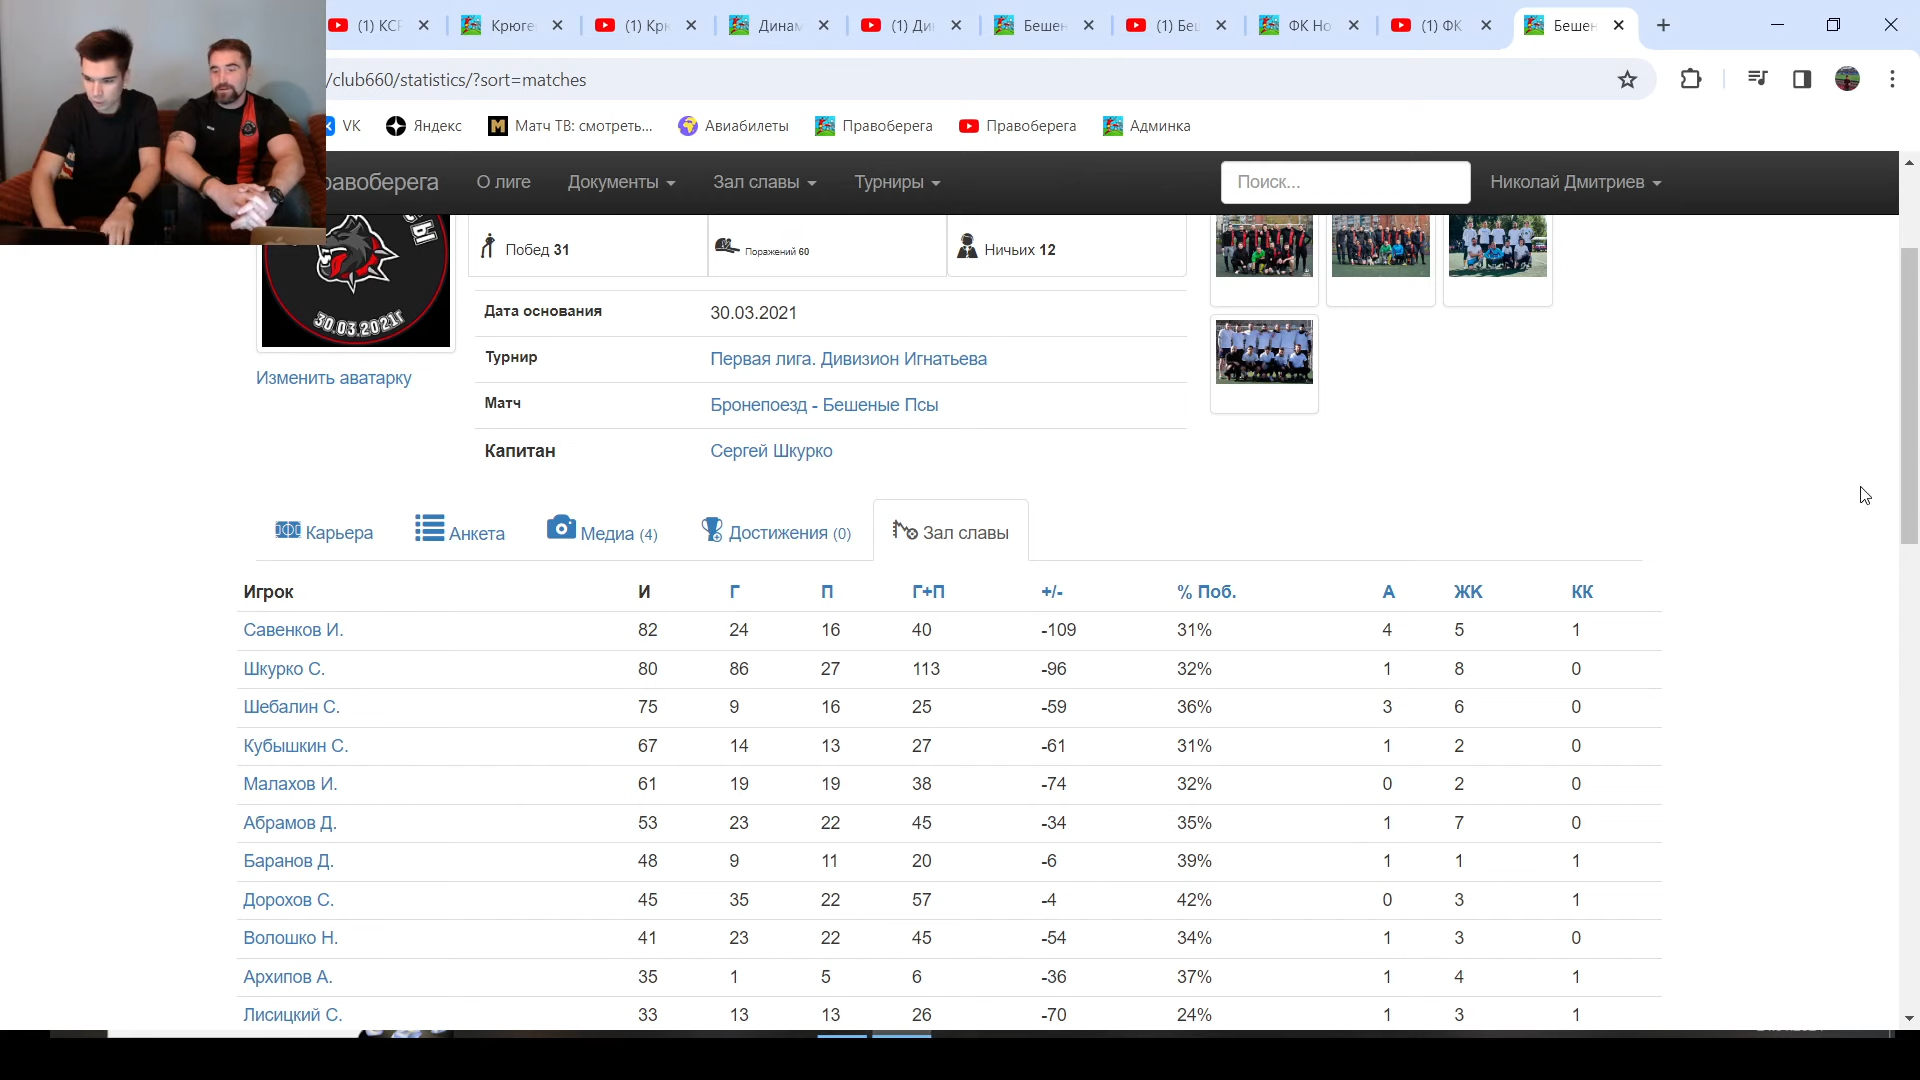 (1) КСР
Крюге
(1) Крю
Динам
(1) Ди
Бешен
(1) Беш
ФК Но
(1) ФК
Бешен
/club660/statistics/?sort=matches
VK
Яндекс
Матч ТВ: смотреть...
Авиабилеты
Правоберега
Правоберега
Админка
равоберега
О лиге
Документы
Зал славы
Турниры
Поиск...
Николай Дмитриев
30.03.2021г
Побед 31
Поражений 60
Ничьих 12
Дата основания 30.03.2021
Турнир Первая лига. Дивизион Игнатьева
Матч Бронепоезд - Бешеные Псы
Капитан Сергей Шкурко
Изменить аватарку
Карьера
Анкета
Медиа (4)
Достижения (0)
Зал славы
Игрок И Г П Г+П +/- % Поб. А ЖК КК
Савенков И. 82 24 16 40 -109 31% 4 5 1
Шкурко С. 80 86 27 113 -96 32% 1 8 0
Шебалин С. 75 9 16 25 -59 36% 3 6 0
Кубышкин С. 67 14 13 27 -61 31% 1 2 0
Малахов И. 61 19 19 38 -74 32% 0 2 0
Абрамов Д. 53 23 22 45 -34 35% 1 7 0
Баранов Д. 48 9 11 20 -6 39% 1 1 1
Дорохов С. 45 35 22 57 -4 42% 0 3 1
Волошко Н. 41 23 22 45 -54 34% 1 3 0
Архипов А. 35 1 5 6 -36 37% 1 4 1
Лисицкий С. 33 13 13 26 -70 24% 1 3 1